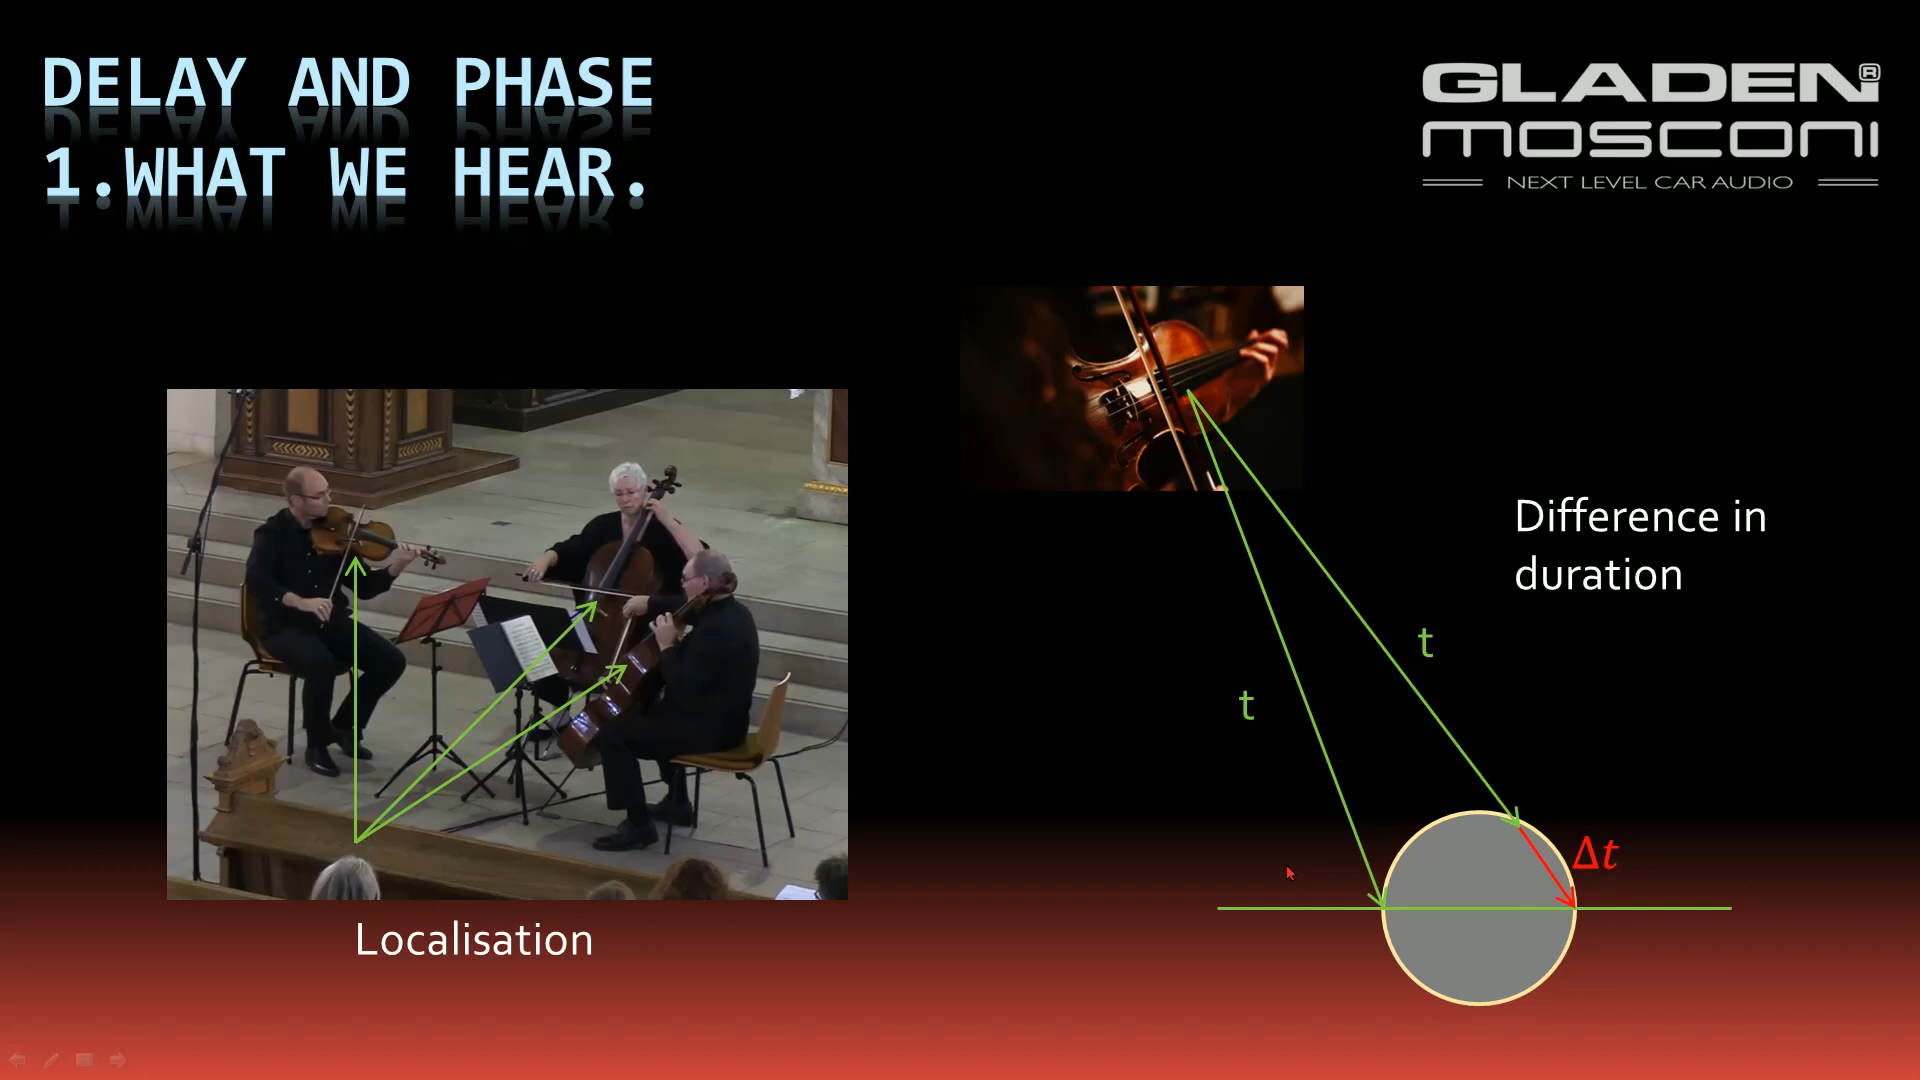 DELAY AND PHASE
1.WHAT WE HEAR.
GLADEN®
MOSCONI
NEXT LEVEL CAR AUDIO
Difference in
duration
t
t
Δt
Localisation